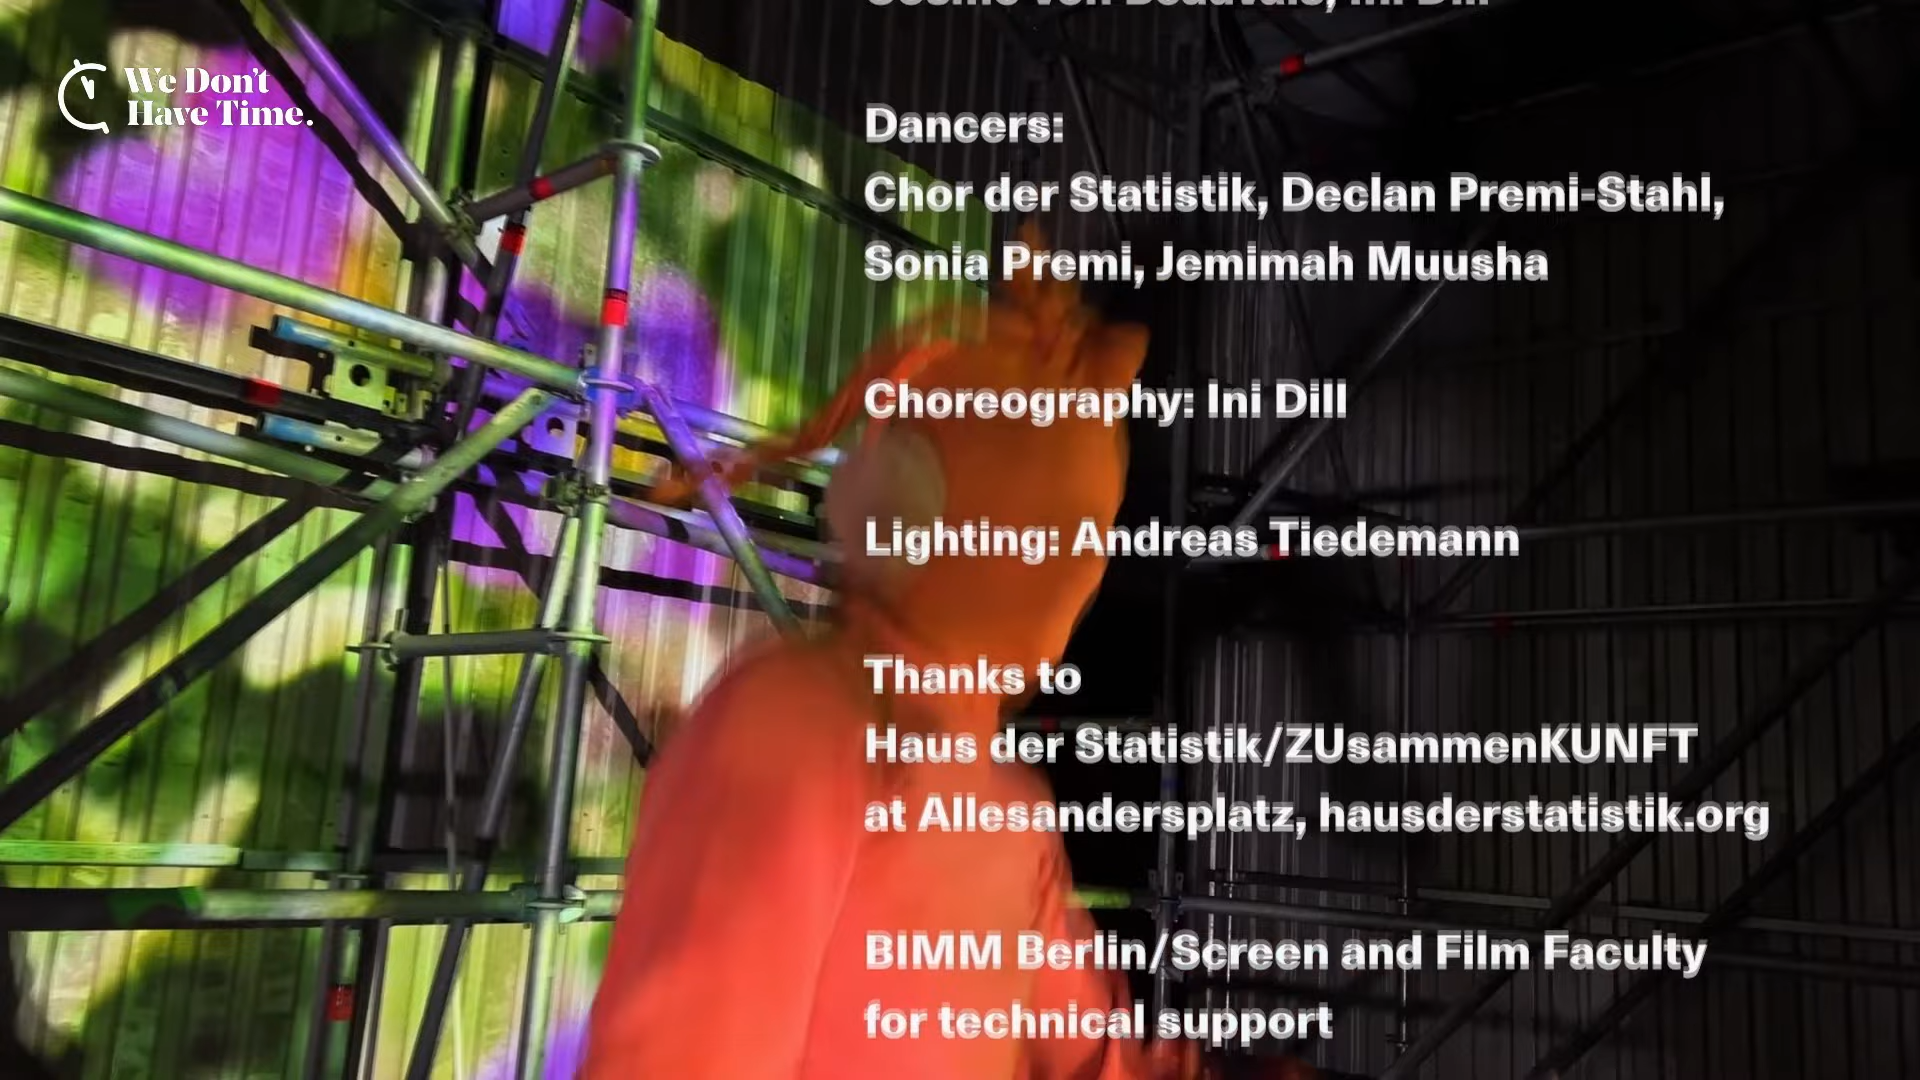 We Don't
Have Time.
Dancers:
Chor der Statistik, Declan Premi-Stahl,
Sonia Premi, Jemimah Muusha
Choreography: Ini Dill
Lighting: Andreas Tiedemann
Thanks to
Haus der Statistik/ZUsammenKUNFT
at Allesandersplatz, hausderstatistik.org
BIMM Berlin/Screen and Film Faculty
for technical support